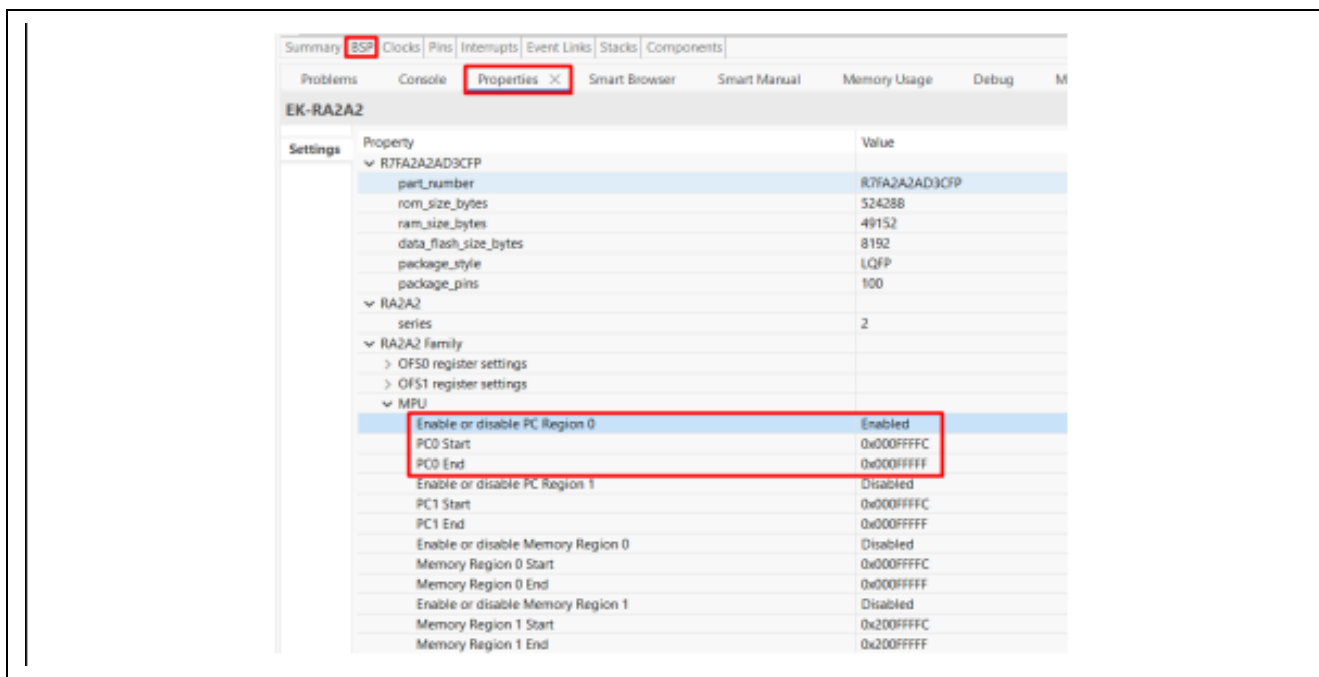 Summary BSP Clocks Pins Interrupts Event Links Stacks Components
Problems Console Properties Smart Browser Smart Manual Memory Usage Debug M
EK-RA2A2
Settings
Property Value
R7FA2A2AD3CFP
part_number R7FA2A2AD3CFP
rom_size_bytes 524288
ram_size_bytes 49152
data_flash_size_bytes 8192
package_style LQFP
package_pins 100
RA2A2
series 2
RA2A2 Family
OFS0 register settings
OFS1 register settings
MPU
Enable or disable PC Region 0 Enabled
PC0 Start 0x000FFFFC
PC0 End 0x000FFFFF
Enable or disable PC Region 1 Disabled
PC1 Start 0x000FFFFC
PC1 End 0x000FFFFF
Enable or disable Memory Region 0 Disabled
Memory Region 0 Start 0x000FFFFC
Memory Region 0 End 0x000FFFFF
Enable or disable Memory Region 1 Disabled
Memory Region 1 Start 0x200FFFFC
Memory Region 1 End 0x200FFFFF